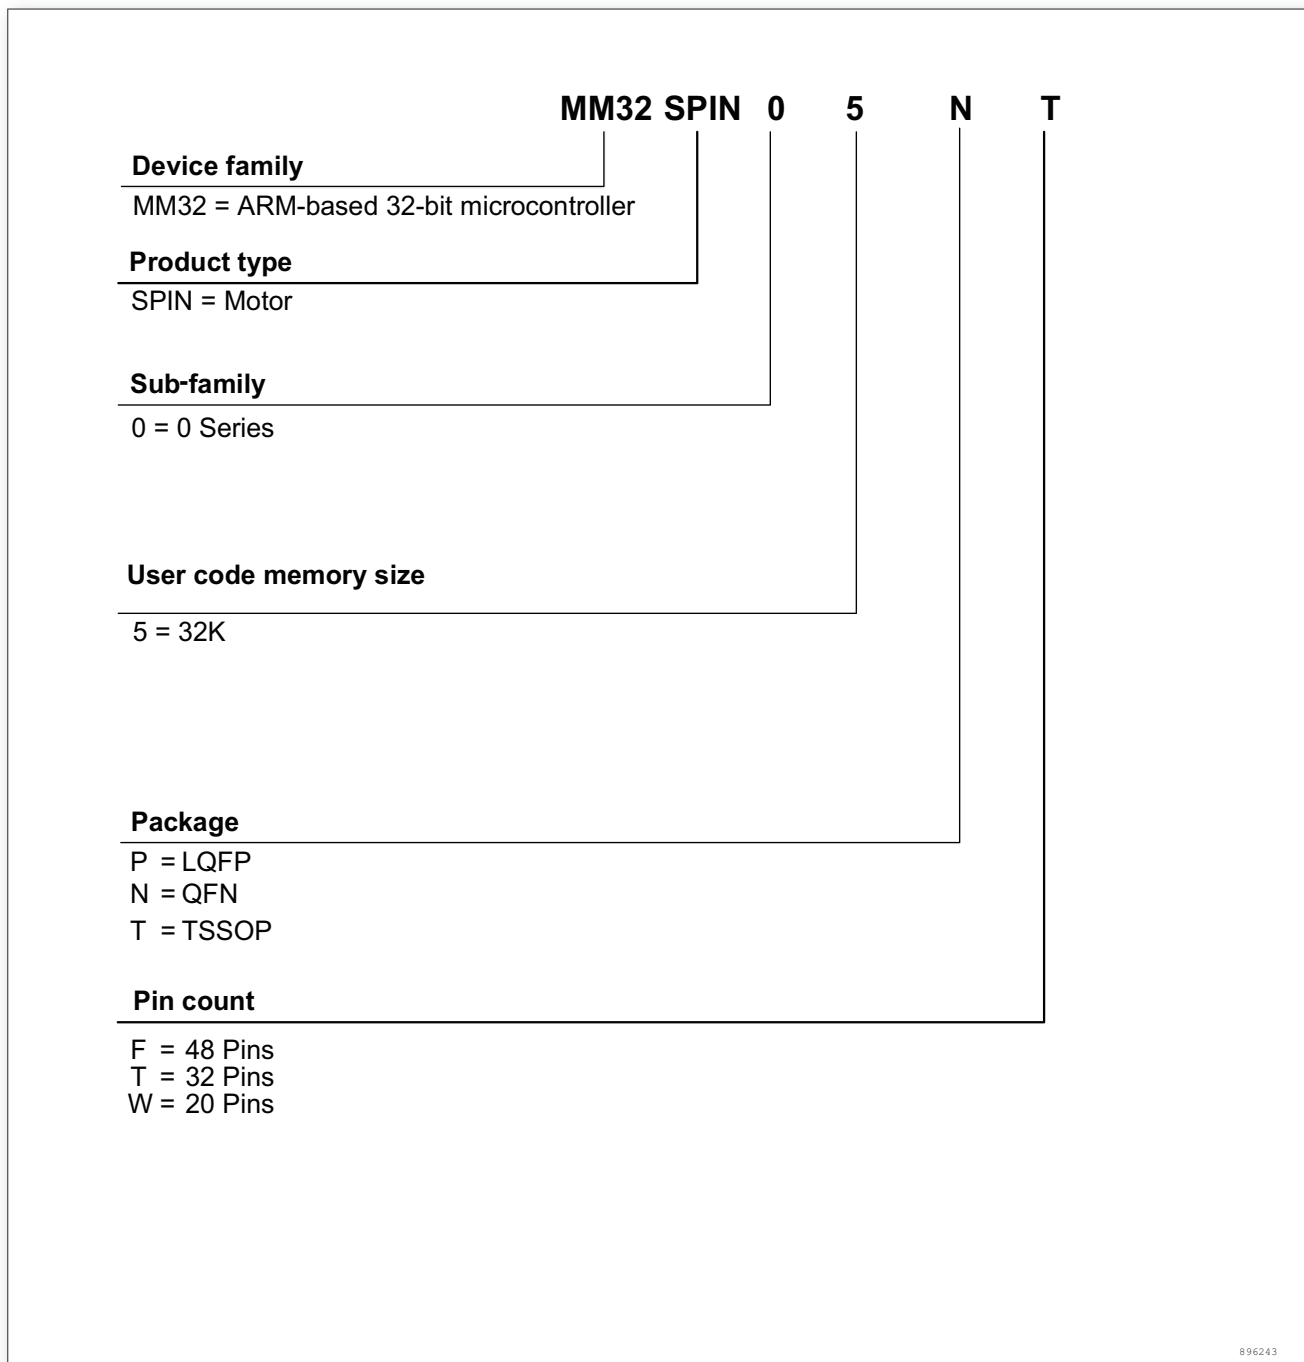 MM32 SPIN 0 5 N T
Device family
MM32 = ARM-based 32-bit microcontroller
Product type
SPIN = Motor
Sub-family
0 = 0 Series
User code memory size
5 = 32K
Package
P = LQFP
N = QFN
T = TSSOP
Pin count
F = 48 Pins
T = 32 Pins
W = 20 Pins
896243